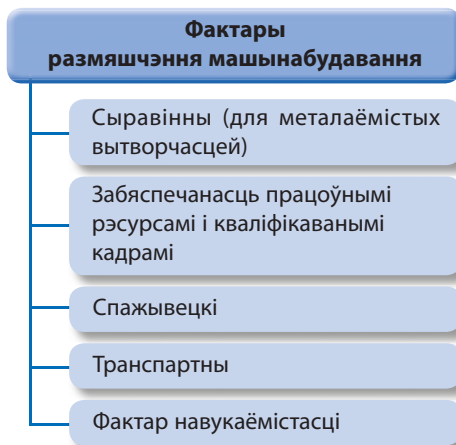 Фактары
размяшчэння машынабудавання
Сыравінны (для металаёмістых
вытворчасцей)
Забяспечанасць працоўнымі
рэсурсамі і кваліфікаванымі
кадрамі
Спажывецкі
Транспартны
Фактар навукаёмістасці